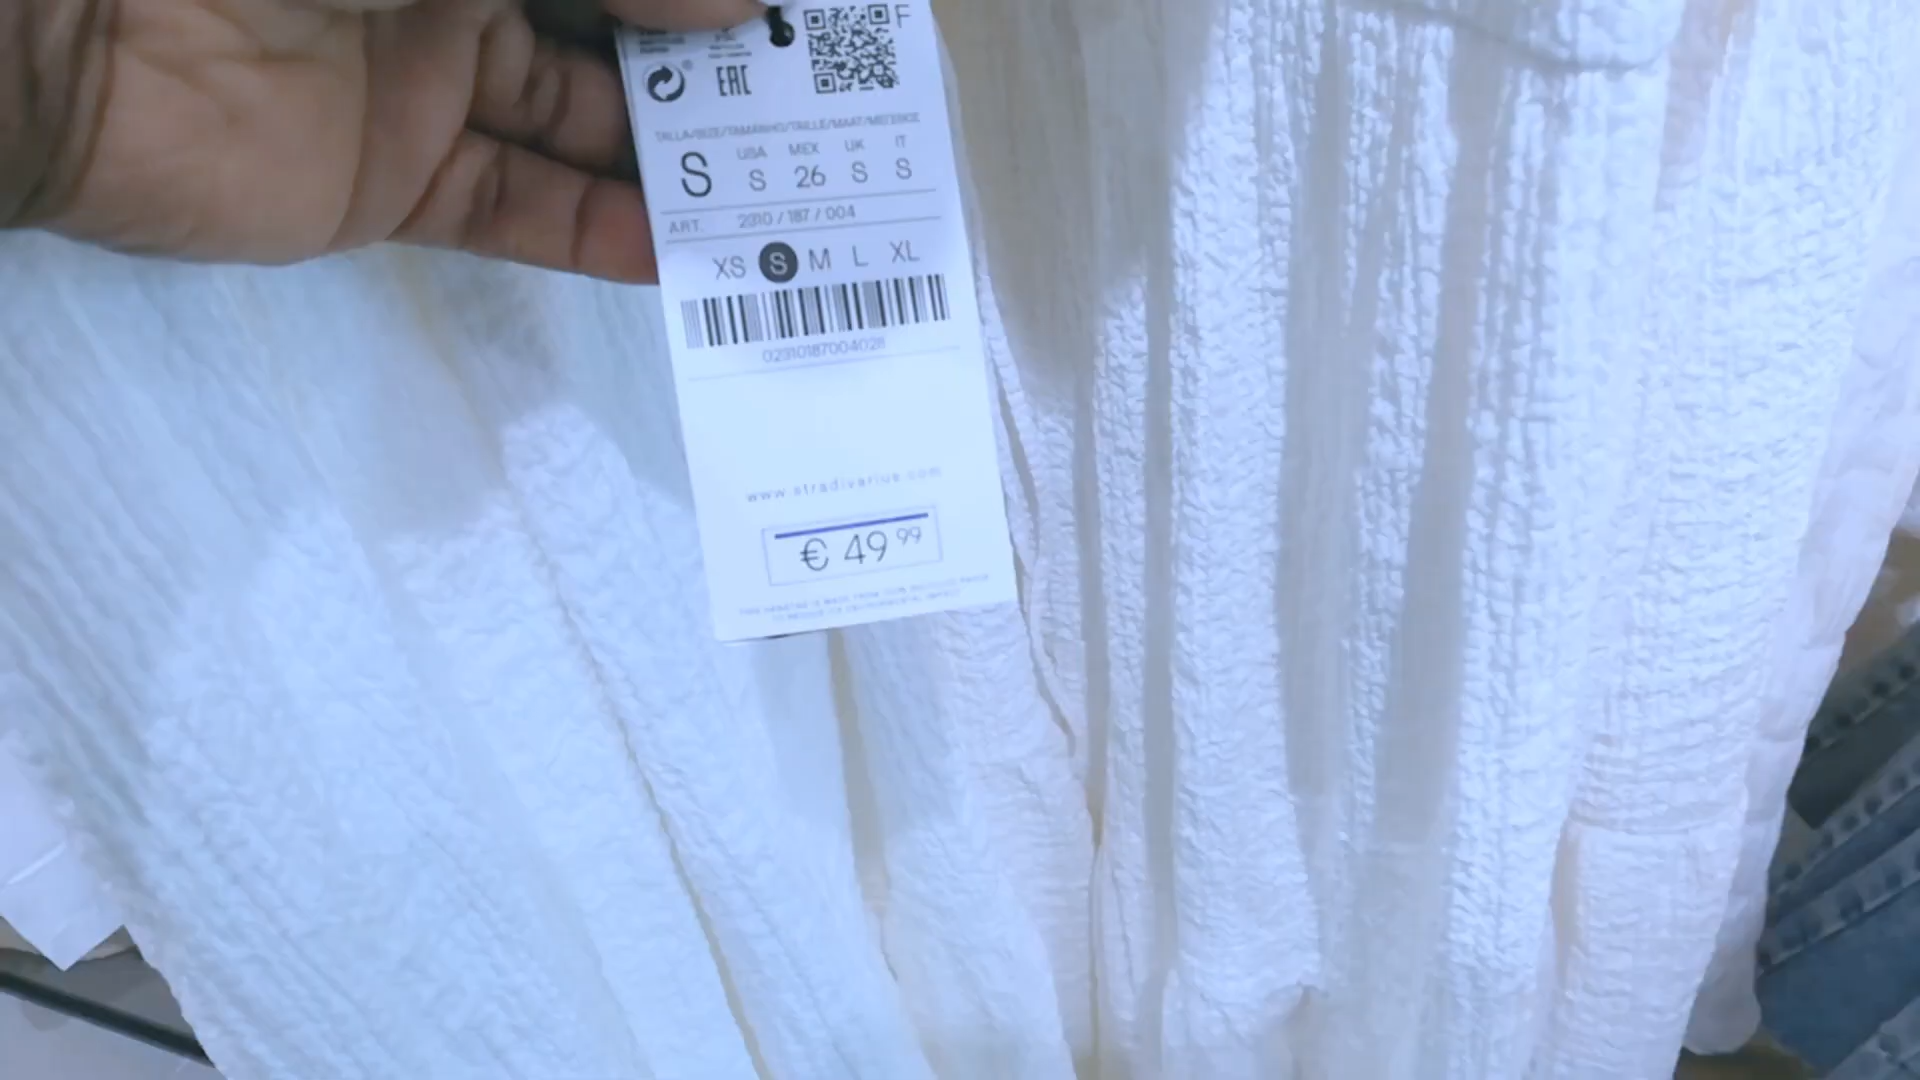 F
EAC
TALLA/SIZE/TAMANHO/TAILLE/MAAT/
USA MEX UK IT
S S 26 S S
ART. 2310 / 187 / 004
XS S M L XL
02310187004028
www.stradivarius.com
€ 49 99